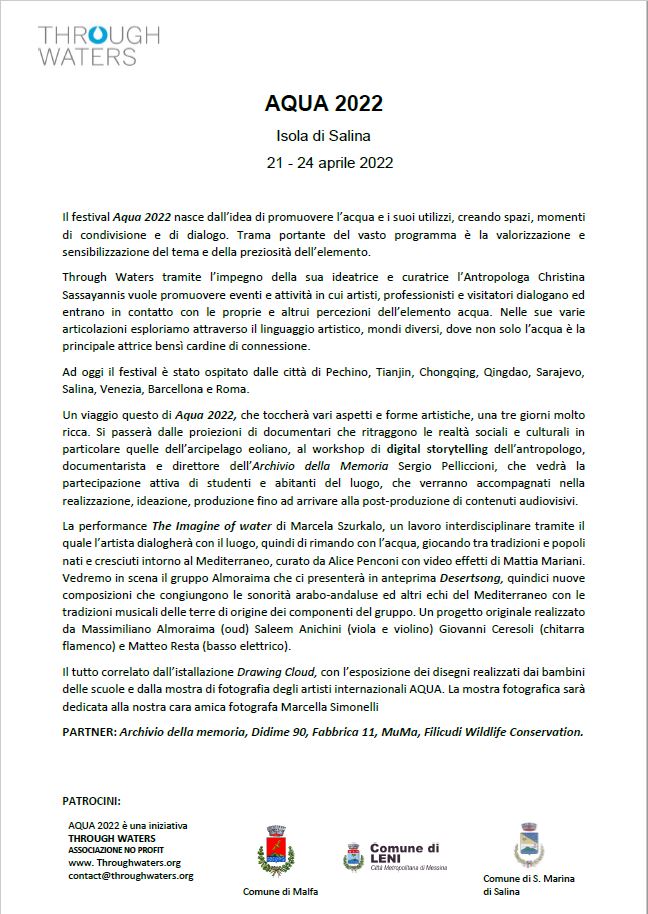 THROUGH
WATERS
AQUA 2022
Isola di Salina
21 - 24 aprile 2022
Il festival Aqua 2022 nasce dall’idea di promuovere l’acqua e i suoi utilizzi, creando spazi, momenti
di condivisione e di dialogo. Trama portante del vasto programma è la valorizzazione e
sensibilizzazione del tema e della preziosità dell’elemento.
Through Waters tramite l’impegno della sua ideatrice e curatrice l’Antropologa Christina
Sassayannis vuole promuovere eventi e attività in cui artisti, professionisti e visitatori dialogano ed
entrano in contatto con le proprie e altrui percezioni dell’elemento acqua. Nelle sue varie
articolazioni esploriamo attraverso il linguaggio artistico, mondi diversi, dove non solo l’acqua è la
principale attrice bensì cardine di connessione.
Ad oggi il festival è stato ospitato dalle città di Pechino, Tianjin, Chongqing, Qingdao, Sarajevo,
Salina, Venezia, Barcellona e Roma.
Un viaggio questo di Aqua 2022, che toccherà vari aspetti e forme artistiche, una tre giorni molto
ricca. Si passerà dalle proiezioni di documentari che ritraggono le realtà sociali e culturali in
particolare quelle dell’arcipelago eoliano, al workshop di digital storytelling dell’antropologo,
documentarista e direttore dell’Archivio della Memoria Sergio Pelliccioni, che vedrà la
partecipazione attiva di studenti e abitanti del luogo, che verranno accompagnati nella
realizzazione, ideazione, produzione fino ad arrivare alla post-produzione di contenuti audiovisivi.
La performance The Imagine of water di Marcela Szurkalo, un lavoro interdisciplinare tramite il
quale l’artista dialogherà con il luogo, quindi di rimando con l’acqua, giocando tra tradizioni e popoli
nati e cresciuti intorno al Mediterraneo, curato da Alice Penconi con video effetti di Mattia Mariani.
Vedremo in scena il gruppo Almoraima che ci presenterà in anteprima Desertsong, quindici nuove
composizioni che congiungono le sonorità arabo-andaluse ed altri echi del Mediterraneo con le
tradizioni musicali delle terre di origine dei componenti del gruppo. Un progetto originale realizzato
da Massimiliano Almoraima (oud) Saleem Anichini (viola e violino) Giovanni Ceresoli (chitarra
flamenco) e Matteo Resta (basso elettrico).
Il tutto correlato dall’istallazione Drawing Cloud, con l’esposizione dei disegni realizzati dai bambini
delle scuole e dalla mostra di fotografia degli artisti internazionali AQUA. La mostra fotografica sarà
dedicata alla nostra cara amica fotografa Marcella Simonelli
PARTNER: Archivio della memoria, Didime 90, Fabbrica 11, MuMa, Filicudi Wildlife Conservation.
PATROCINI:
AQUA 2022 è una iniziativa
THROUGH WATERS
ASSOCIAZIONE NO PROFIT
www. Throughwaters.org
contact@throughwaters.org
Comune di Malfa
Comune di
LENI
Città Metropolitana di Messina
Comune di S. Marina
di Salina